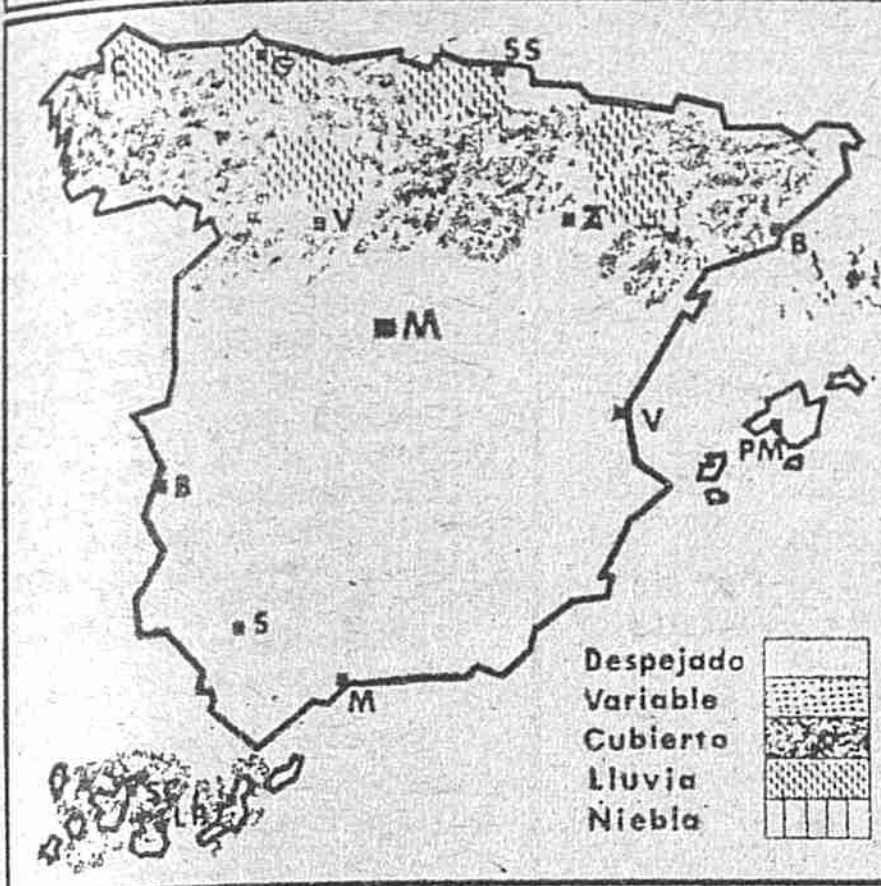 C
G
SS
V
Z
B
M
V
PM
B
S
M
Despejado
Variable
Cubierto
Lluvia
Niebla